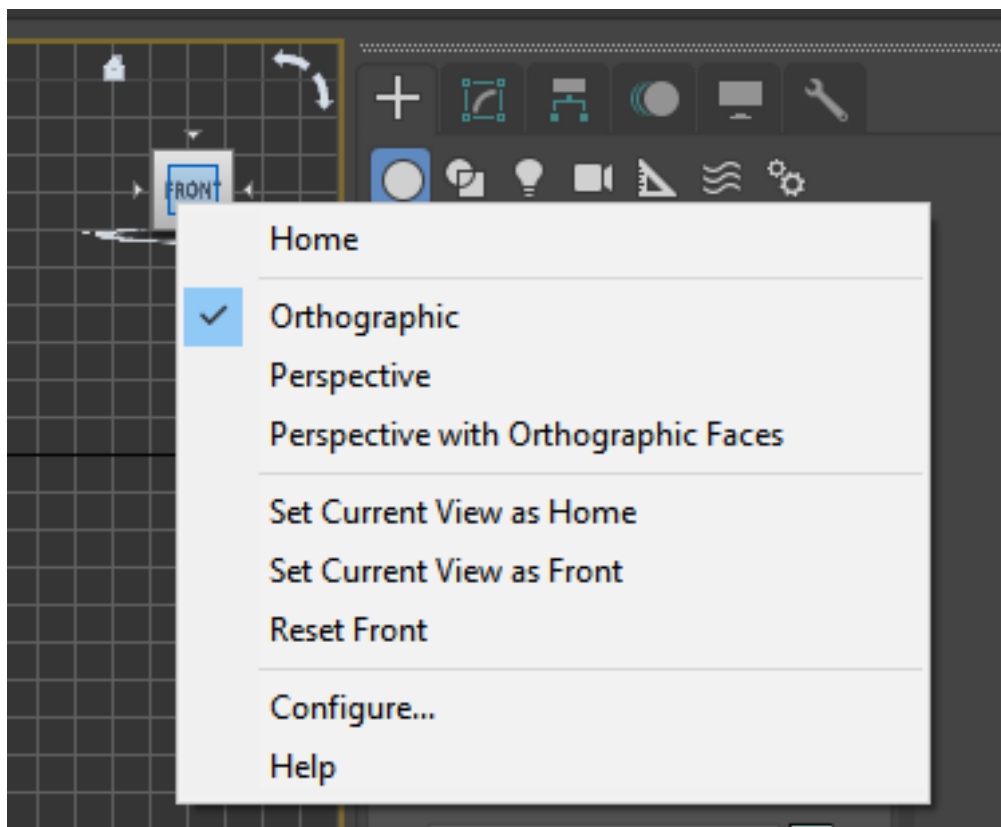 FRONT
Home
Orthographic
Perspective
Perspective with Orthographic Faces
Set Current View as Home
Set Current View as Front
Reset Front
Configure...
Help